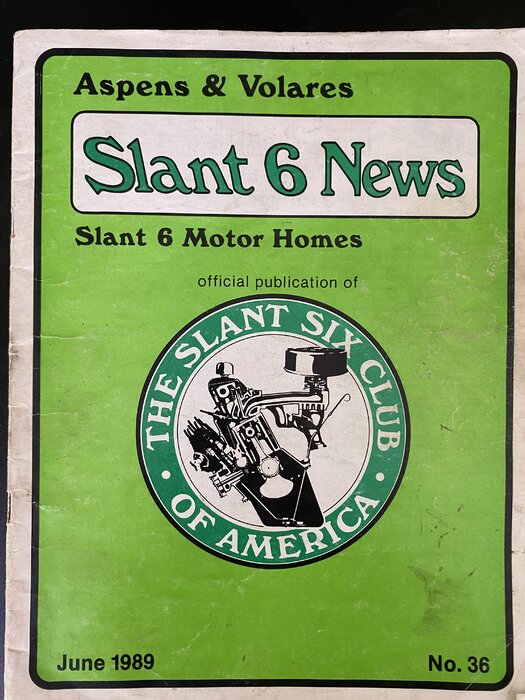 Aspens & Volares
Slant 6 News
Slant 6 Motor Homes
official publication of
THE SLANT SIX CLUB
OF AMERICA
June 1989
No. 36